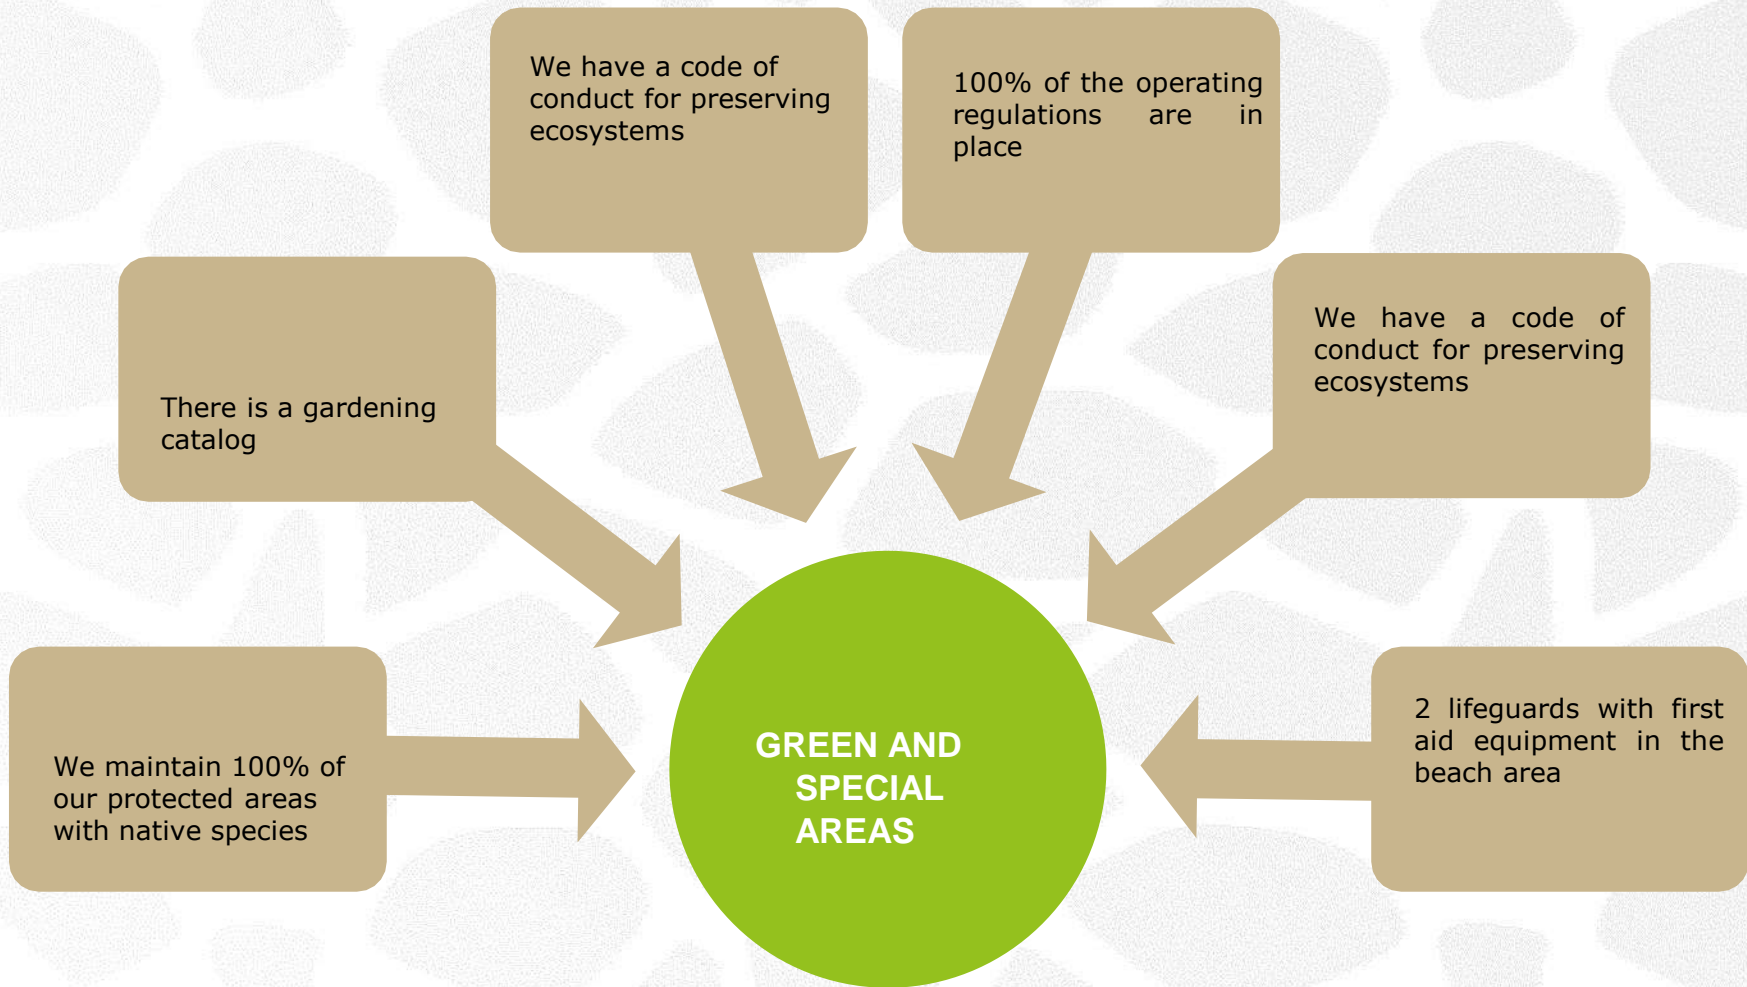 We have a code of
conduct for preserving
ecosystems
100% of the operating
regulations are in
place
There is a gardening
catalog
We have a code of
conduct for preserving
ecosystems
We maintain 100% of
our protected areas
with native species
GREEN AND
SPECIAL
AREAS
2 lifeguards with first
aid equipment in the
beach area